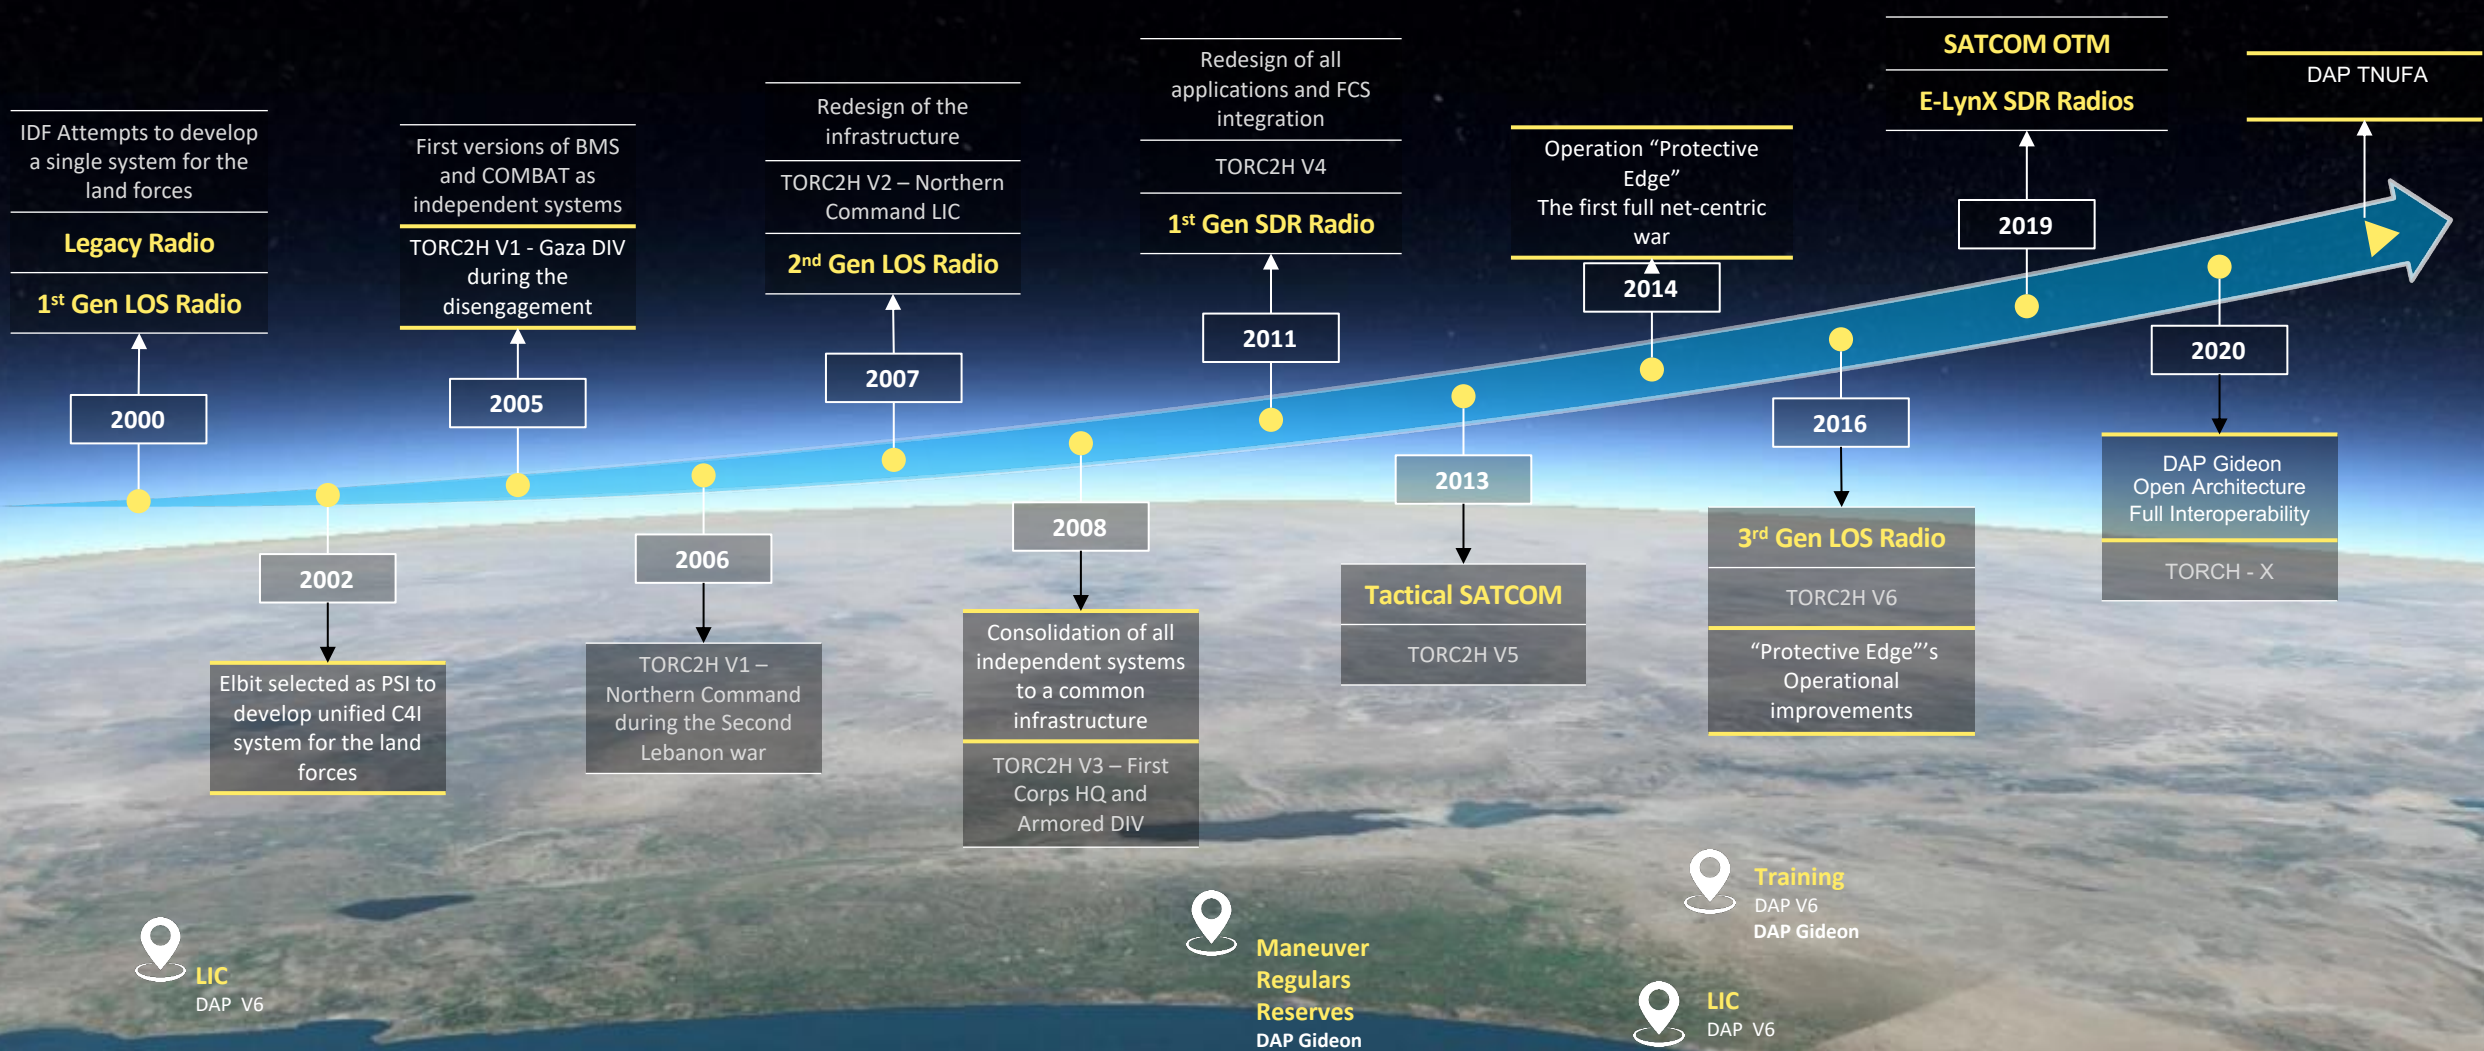 IDF Attempts to develop
a single system for the
land forces
Legacy Radio
1st Gen LOS Radio
2000
2002
Elbit selected as PSI to
develop unified C4I
system for the land
forces
First versions of BMS
and COMBAT as
independent systems
TORC2H V1 - Gaza DIV
during the
disengagement
2005
2006
TORC2H V1 –
Northern Command
during the Second
Lebanon war
Redesign of the
infrastructure
TORC2H V2 – Northern
Command LIC
2nd Gen LOS Radio
2007
2008
Consolidation of all
independent systems
to a common
infrastructure
TORC2H V3 – First
Corps HQ and
Armored DIV
Redesign of all
applications and FCS
integration
TORC2H V4
1st Gen SDR Radio
2011
2013
Tactical SATCOM
TORC2H V5
Operation “Protective
Edge”
The first full net-centric
war
2014
2016
3rd Gen LOS Radio
TORC2H V6
“Protective Edge”’s
Operational
improvements
SATCOM OTM
E-LynX SDR Radios
2019
2020
DAP Gideon
Open Architecture
Full Interoperability
TORCH - X
DAP TNUFA
LIC
DAP V6
Maneuver
Regulars
Reserves
DAP Gideon
Training
DAP V6
DAP Gideon
LIC
DAP V6